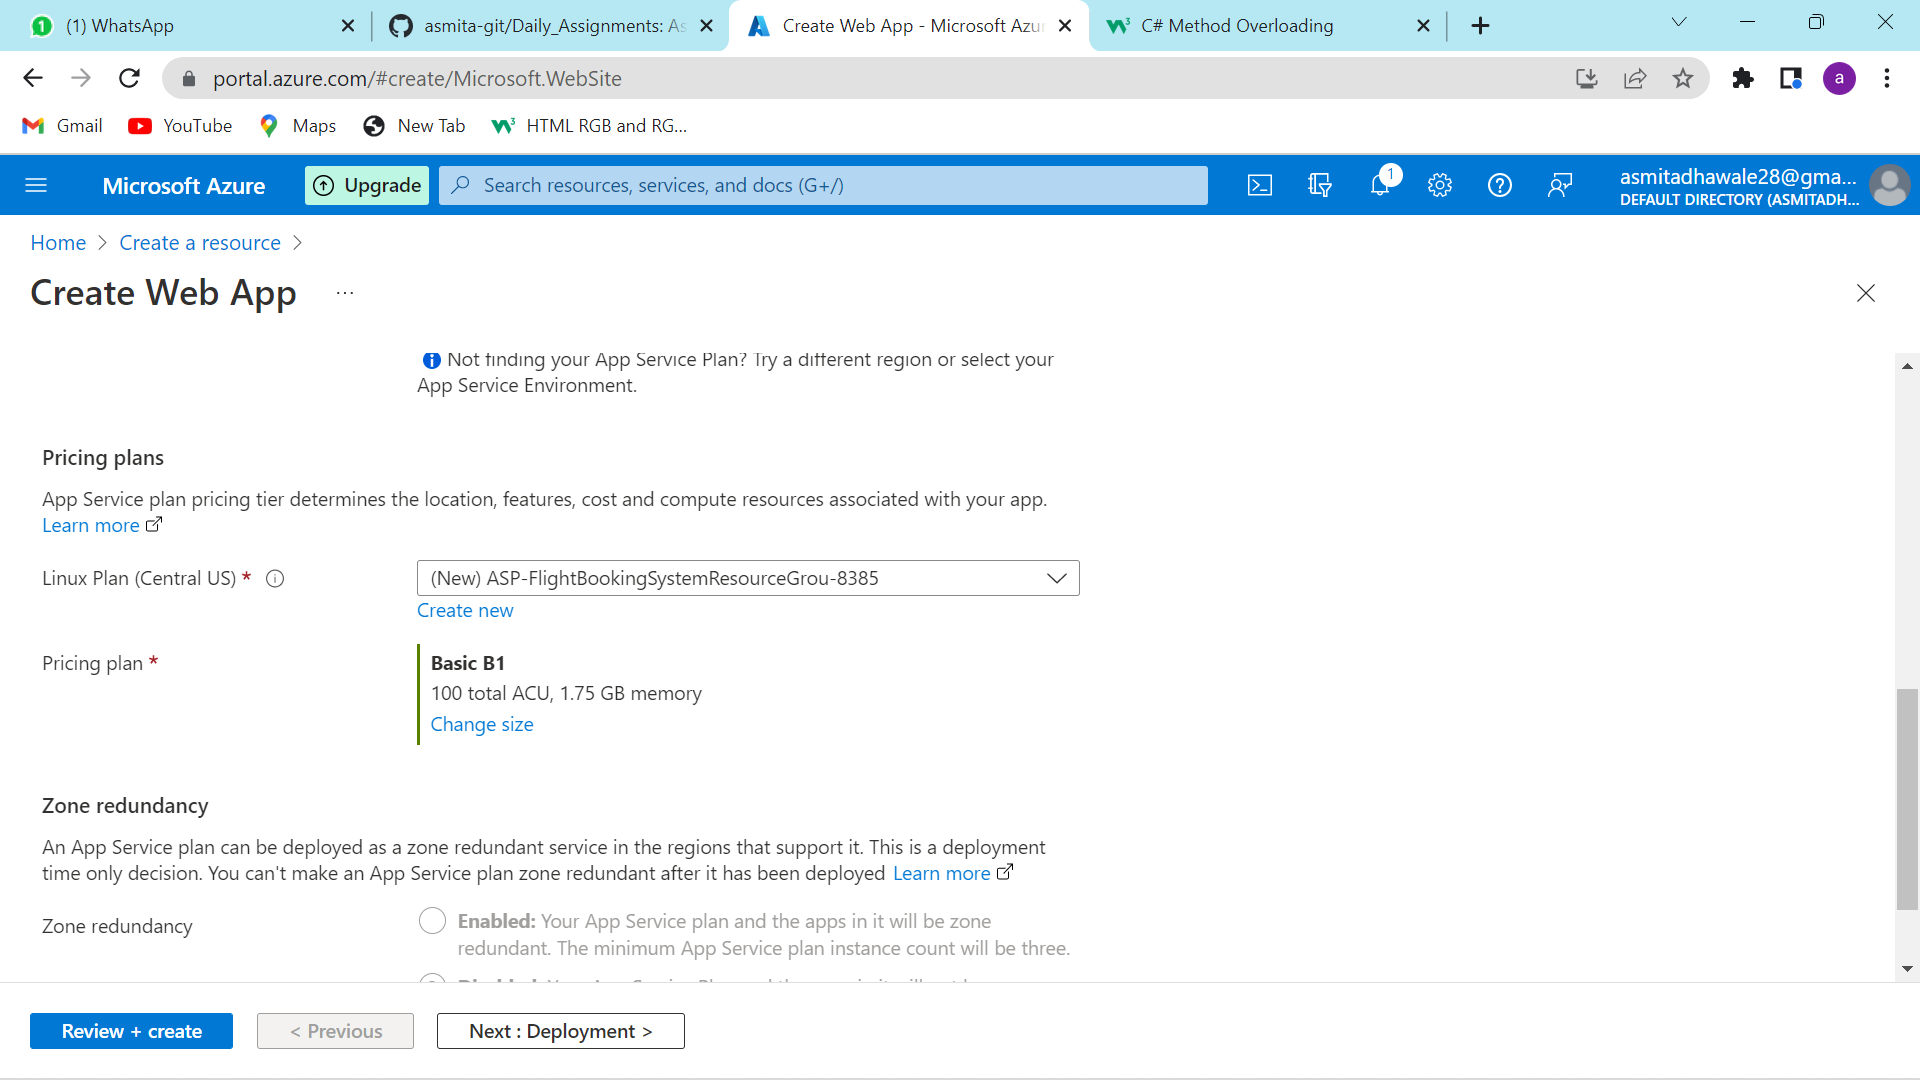 1 (1) WhatsApp
asmita-git/Daily_Assignments: As
Create Web App - Microsoft Azur
C# Method Overloading
portal.azure.com/#create/Microsoft.WebSite
a
Gmail
YouTube
Maps
New Tab
HTML RGB and RG...
Microsoft Azure
Upgrade
Search resources, services, and docs (G+/)
1
asmitadhawale28@gma...
DEFAULT DIRECTORY (ASMITADH...
Home > Create a resource >
Create Web App ...
Not finding your App Service Plan? Try a different region or select your
App Service Environment.
Pricing plans
App Service plan pricing tier determines the location, features, cost and compute resources associated with your app.
Learn more
Linux Plan (Central US) *
(New) ASP-FlightBookingSystemResourceGrou-8385
Create new
Pricing plan *
Basic B1
100 total ACU, 1.75 GB memory
Change size
Zone redundancy
An App Service plan can be deployed as a zone redundant service in the regions that support it. This is a deployment
time only decision. You can't make an App Service plan zone redundant after it has been deployed Learn more
Zone redundancy
Enabled: Your App Service plan and the apps in it will be zone
redundant. The minimum App Service plan instance count will be three.
Review + create
< Previous
Next : Deployment >